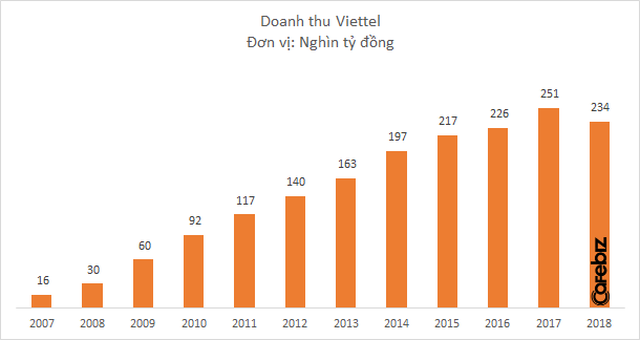 Doanh thu Viettel
Đơn vị: Nghìn tỷ đồng
16 30 60 92 117 140 163 197 217 226 251 234
2007 2008 2009 2010 2011 2012 2013 2014 2015 2016 2017 2018
CafeBiz